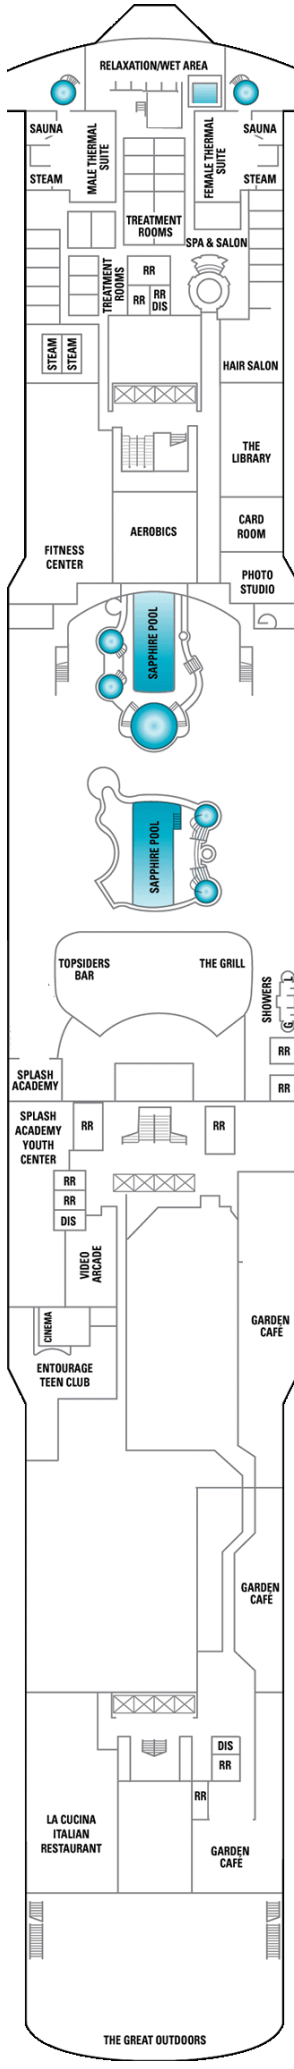 RELAXATION/WET AREA
SAUNA
MALE THERMAL
SUITE
FEMALE THERMAL
SUITE
SAUNA
STEAM
STEAM
TREATMENT
ROOMS
SPA & SALON
TREATMENT
ROOMS
RR
RR
RR
DIS
STEAM
STEAM
HAIR SALON
THE
LIBRARY
AEROBICS
CARD
ROOM
FITNESS
CENTER
PHOTO
STUDIO
SAPPHIRE POOL
SAPPHIRE POOL
TOPSIDERS
BAR
THE GRILL
SHOWERS
L
G
RR
RR
SPLASH
ACADEMY
SPLASH
ACADEMY
YOUTH
CENTER
RR
RR
RR
RR
DIS
VIDEO
ARCADE
CINEMA
GARDEN
CAFÉ
ENTOURAGE
TEEN CLUB
GARDEN
CAFÉ
DIS
RR
RR
LA CUCINA
ITALIAN
RESTAURANT
GARDEN
CAFÉ
THE GREAT OUTDOORS